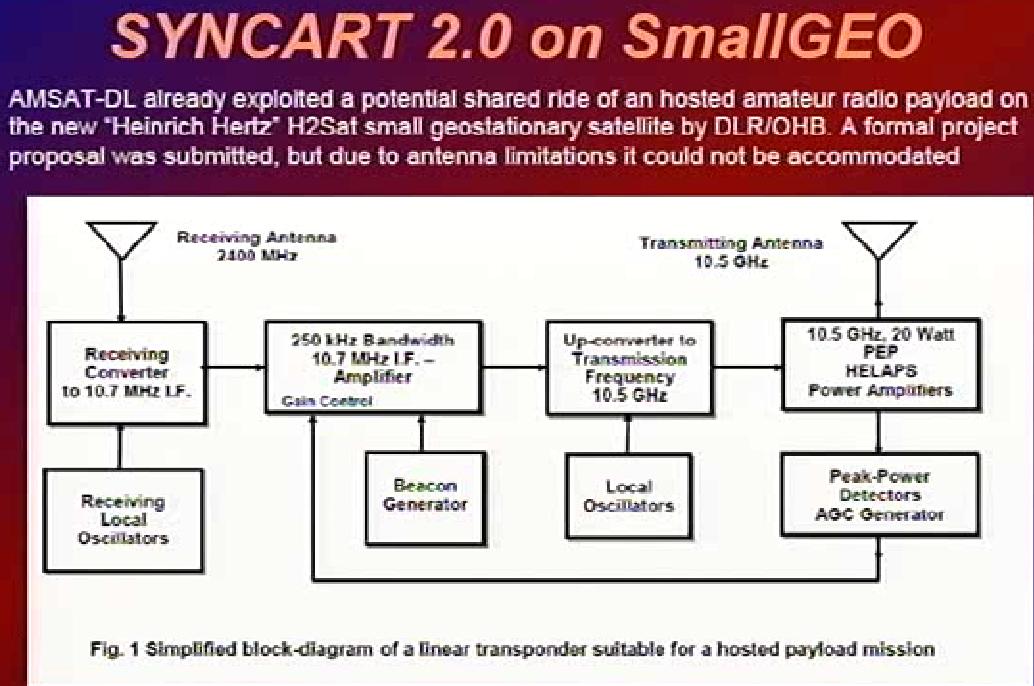 SYNCART 2.0 on SmallGEO
AMSAT-DL already exploited a potential shared ride of an hosted amateur radio payload on
the new "Heinrich Hertz" H2Sat small geostationary satellite by DLR/OHB. A formal project
proposal was submitted, but due to antenna limitations it could not be accommodated
Receiving Antenna
2400 MHz
Transmitting Antenna
10.5 GHz
Receiving
Converter
to 10.7 MHz I.F.
250 kHz Bandwidth
10.7 MHz I.F. –
Amplifier
Gain Control
Up-converter to
Transmission
Frequency
10.5 GHz
10.5 GHz, 20 Watt
PEP
HELAPS
Power Amplifiers
Receiving
Local
Oscillators
Beacon
Generator
Local
Oscillators
Peak-Power
Detectors
AGC Generator
Fig. 1 Simplified block-diagram of a linear transponder suitable for a hosted payload mission